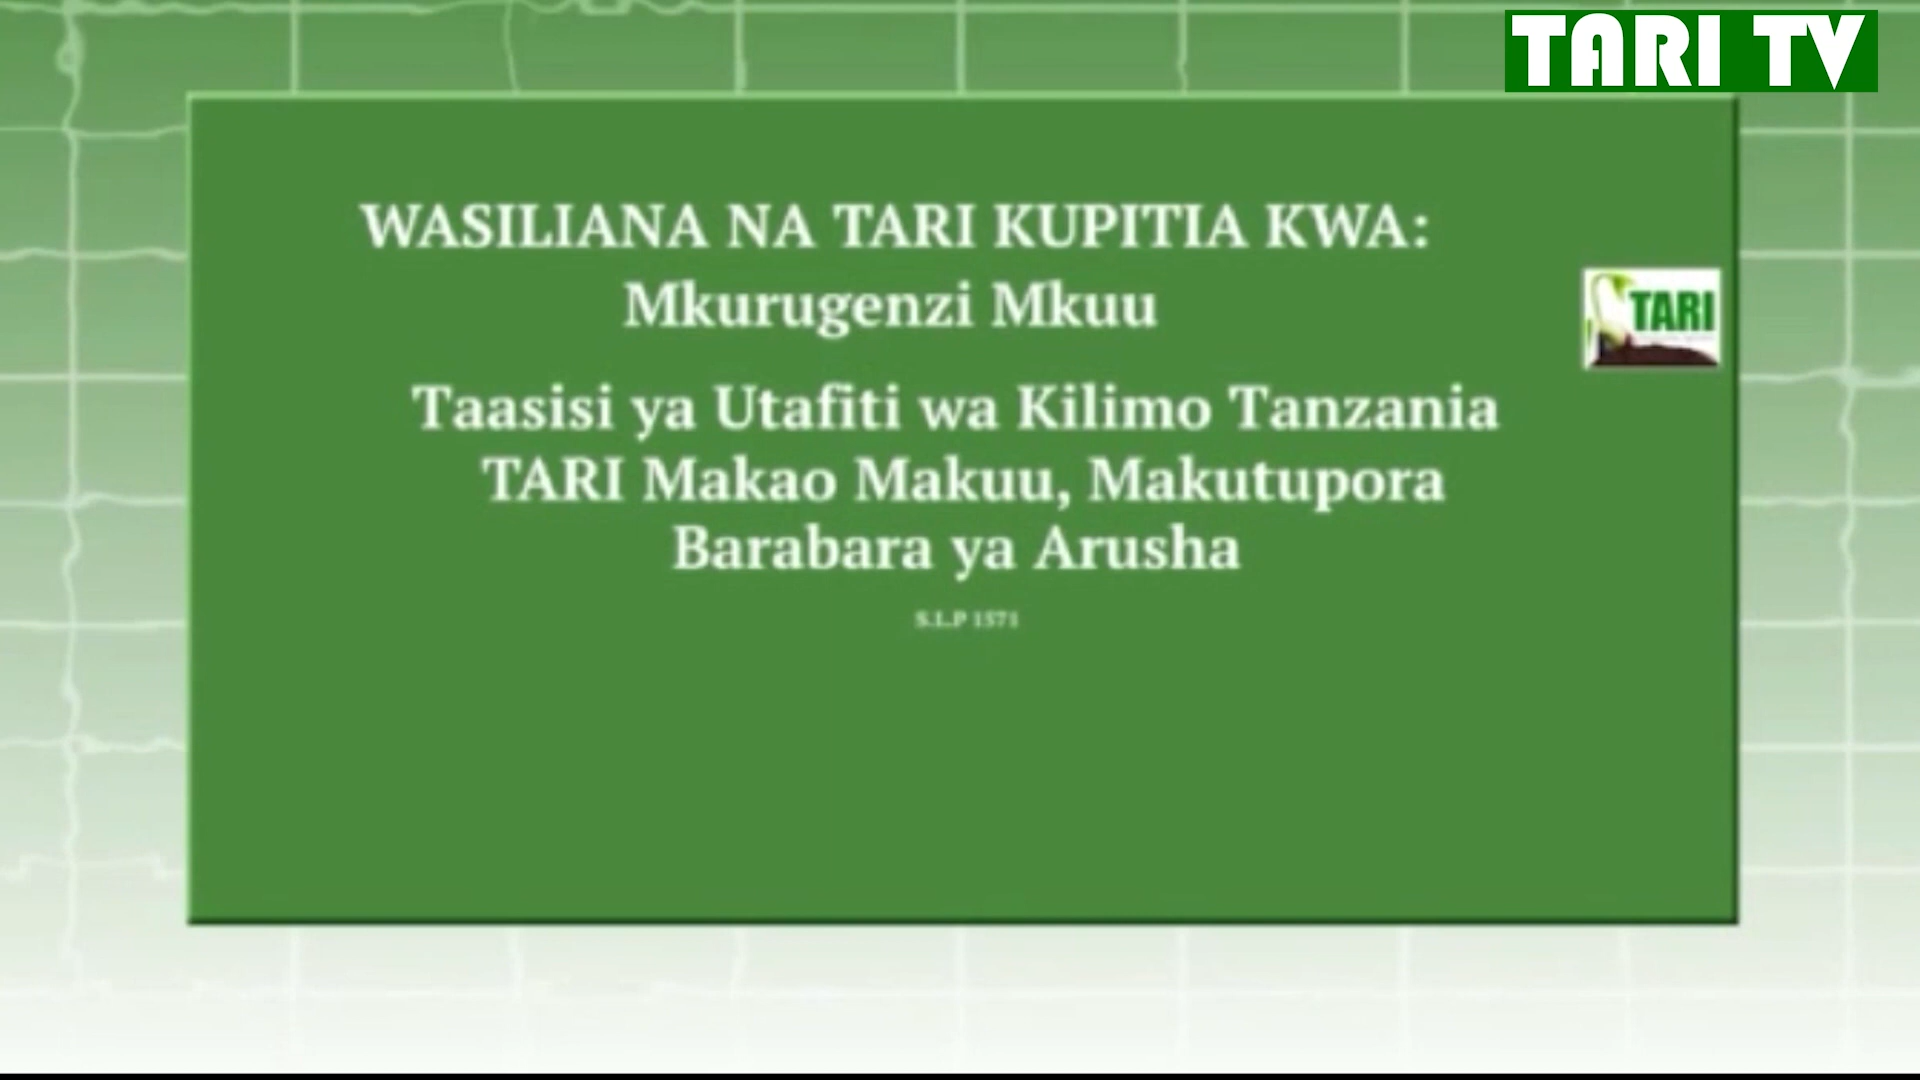 TARI TV
WASILIANA NA TARI KUPITIA KWA:
Mkurugenzi Mkuu
TARI
Taasisi ya Utafiti wa Kilimo Tanzania
TARI Makao Makuu, Makutupora
Barabara ya Arusha
S.L.P 1571